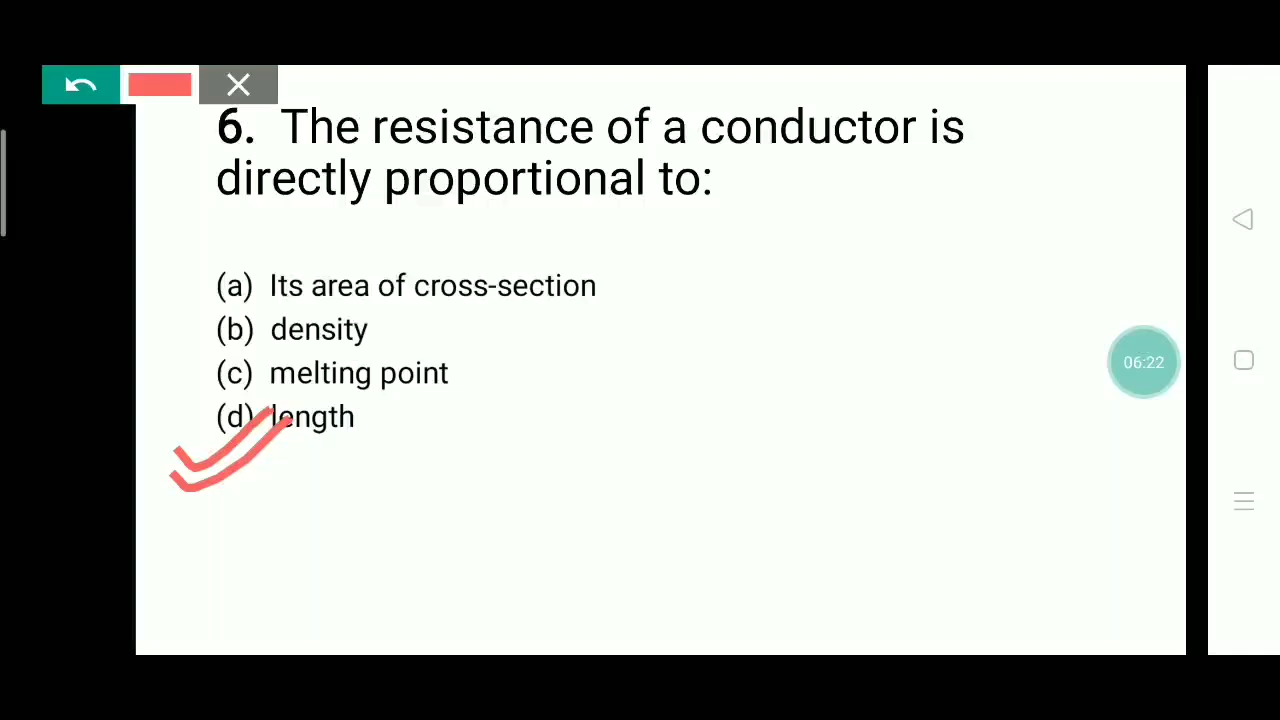 6. The resistance of a conductor is
directly proportional to:
(a) Its area of cross-section
(b) density
(c) melting point
(d) length
06:22